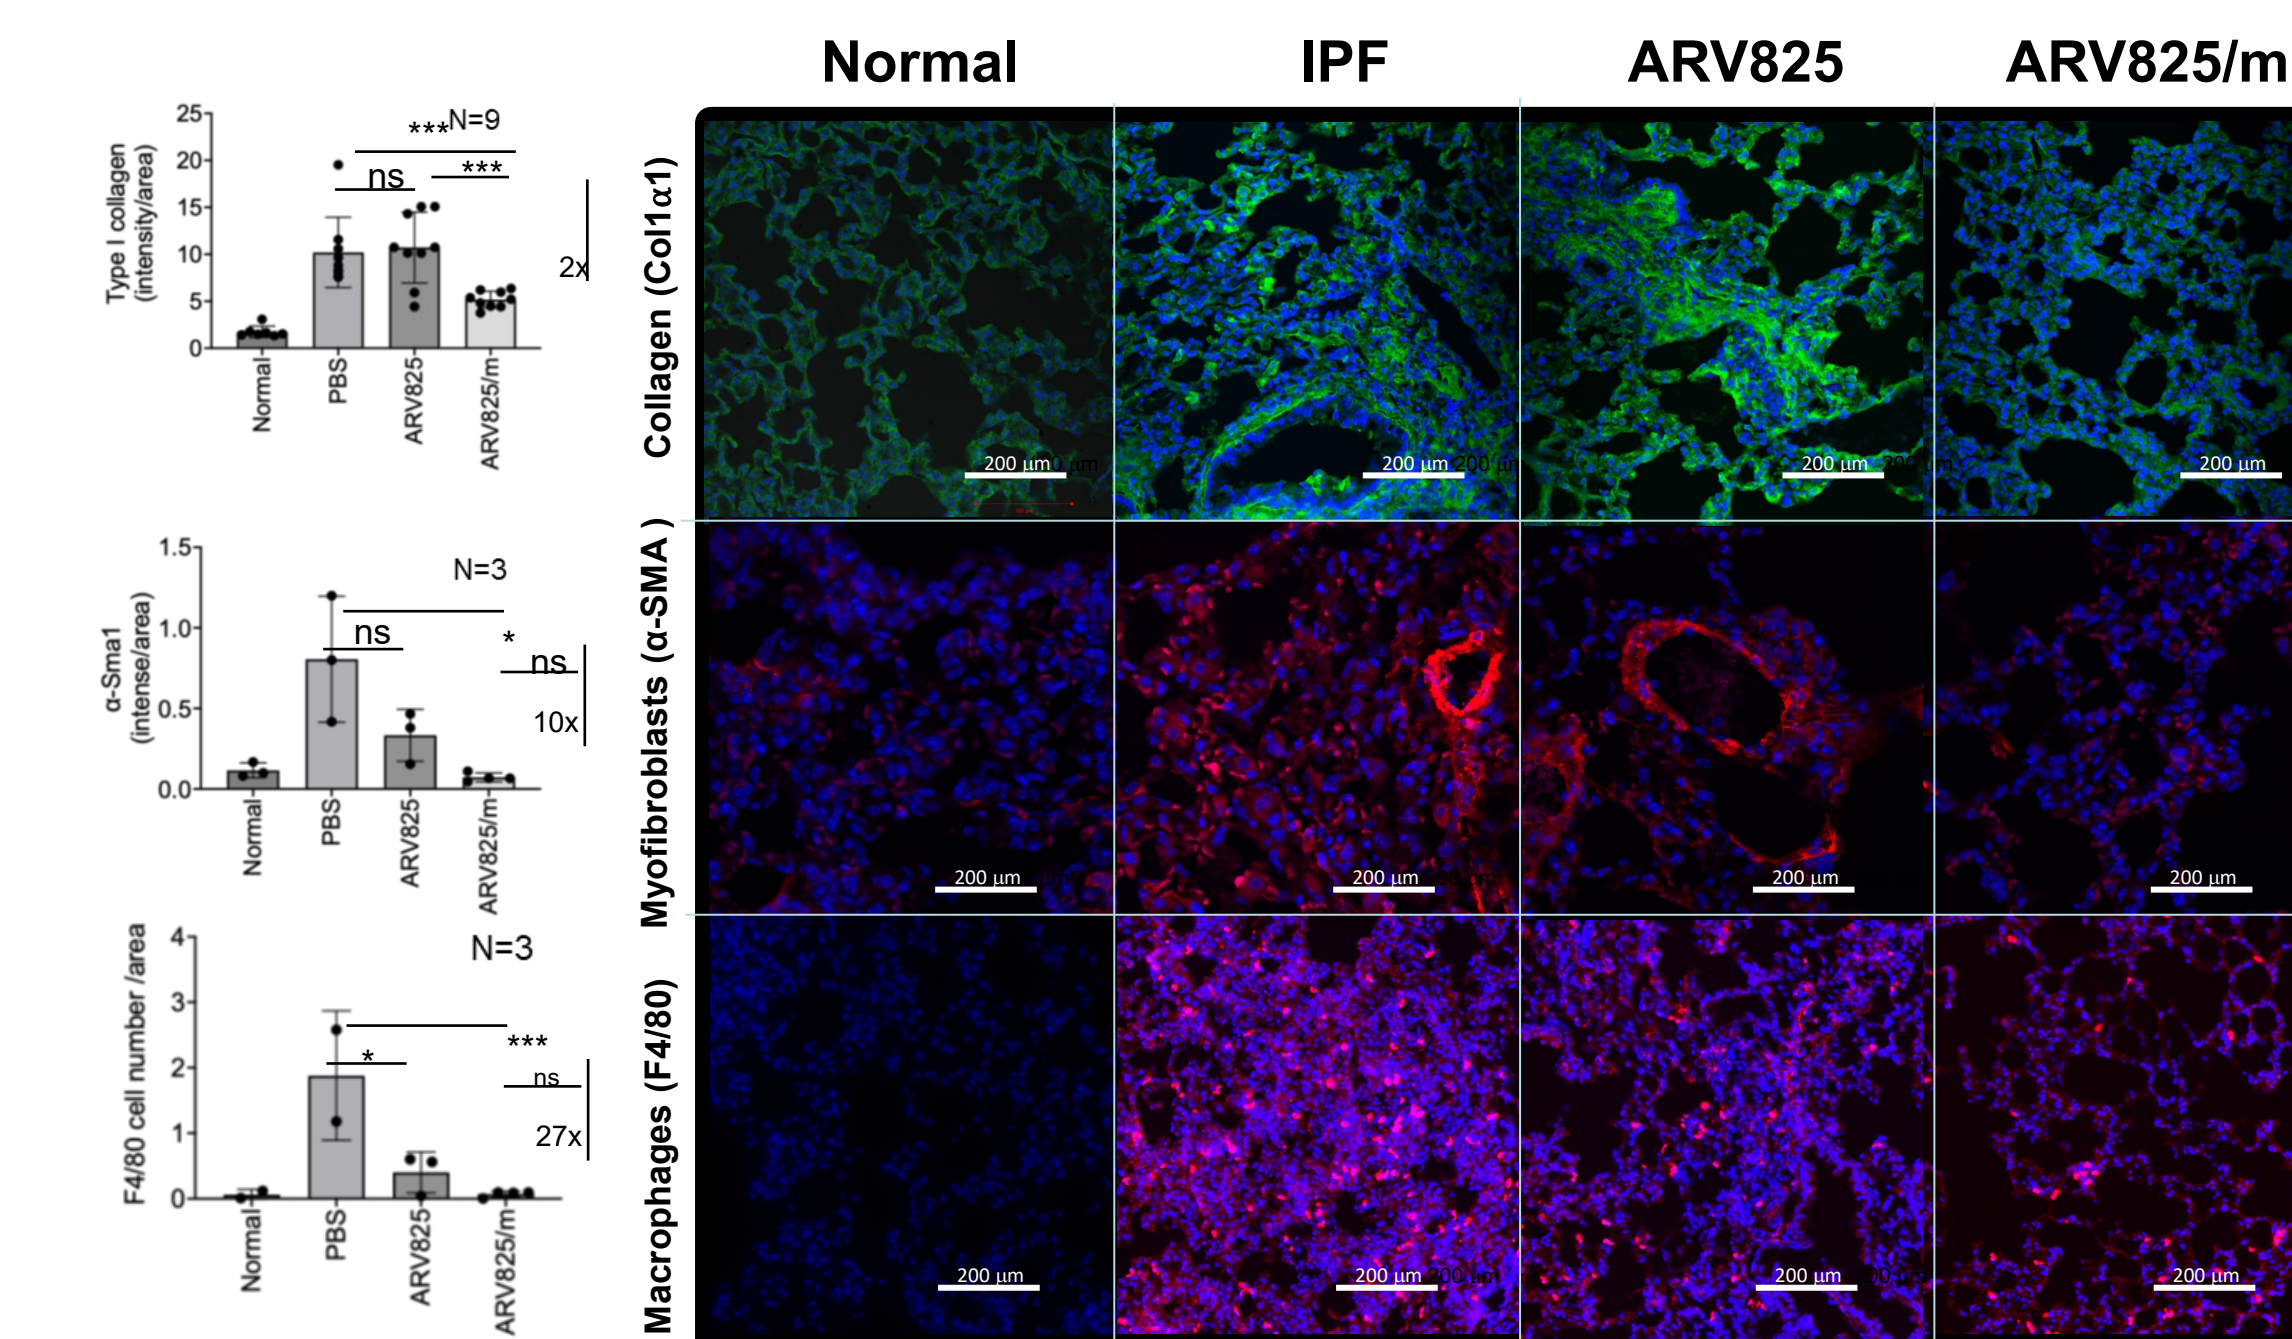 Normal IPF ARV825 ARV825/m
Type I collagen
(intensity/area)
25
20
15
10
5
0
***N=9
ns
***
2x
Normal
PBS
ARV825
ARV825/m
Collagen (Col1α1)
200 μm
200 μm
200 μm
200 μm
α-Sma1
(intense/area)
1.5
1.0
0.5
0.0
N=3
ns
*
ns
10x
Normal
PBS
ARV825
ARV825/m
Myofibroblasts (α-SMA)
200 μm
200 μm
200 μm
200 μm
F4/80 cell number /area
4
3
2
1
0
N=3
*
***
ns
27x
Normal
PBS
ARV825
ARV825/m
Macrophages (F4/80)
200 μm
200 μm
200 μm
200 μm